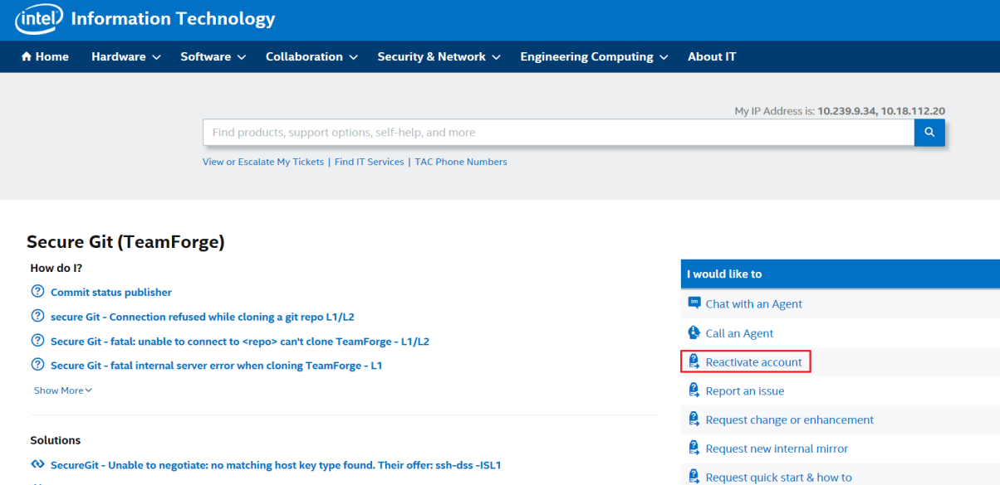 intel Information Technology
Home Hardware Software Collaboration Security & Network Engineering Computing About IT
My IP Address is: 10.239.9.34, 10.18.112.20
Find products, support options, self-help, and more
View or Escalate My Tickets | Find IT Services | TAC Phone Numbers
Secure Git (TeamForge)
How do I?
Commit status publisher
secure Git - Connection refused while cloning a git repo L1/L2
Secure Git - fatal: unable to connect to <repo> can't clone TeamForge - L1/L2
Secure Git - fatal internal server error when cloning TeamForge - L1
Show More
Solutions
SecureGit - Unable to negotiate: no matching host key type found. Their offer: ssh-dss -ISL1
I would like to
Chat with an Agent
Call an Agent
Reactivate account
Report an issue
Request change or enhancement
Request new internal mirror
Request quick start & how to